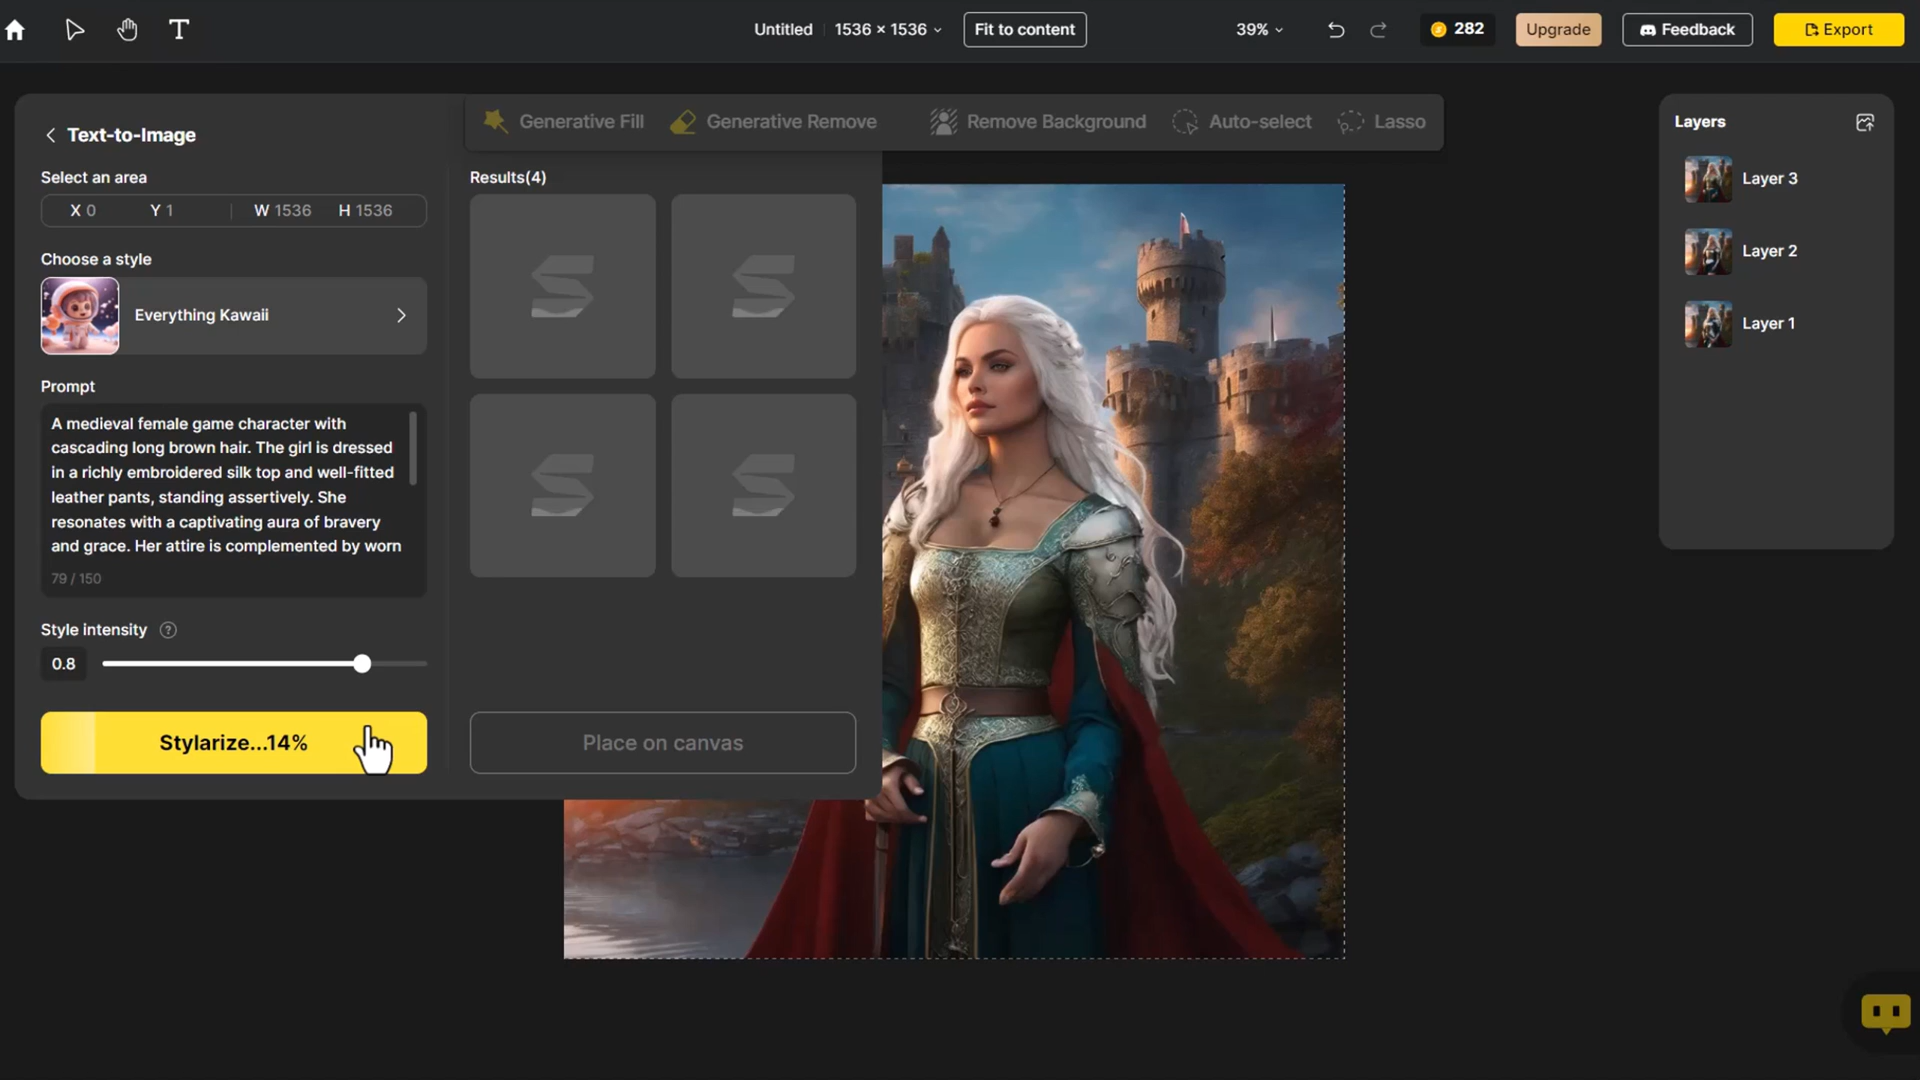 Untitled
1536 × 1536
Fit to content
39%
282
Upgrade
Feedback
Export
Text-to-Image
Generative Fill
Generative Remove
Remove Background
Auto-select
Lasso
Select an area
X 0 Y 1 W 1536 H 1536
Choose a style
Everything Kawaii
Prompt
A medieval female game character with
cascading long brown hair. The girl is dressed
in a richly embroidered silk top and well-fitted
leather pants, standing assertively. She
resonates with a captivating aura of bravery
and grace. Her attire is complemented by worn
79 / 150
Style intensity ?
0.8
Stylarize...14%
Results(4)
Place on canvas
Layers
Layer 3
Layer 2
Layer 1